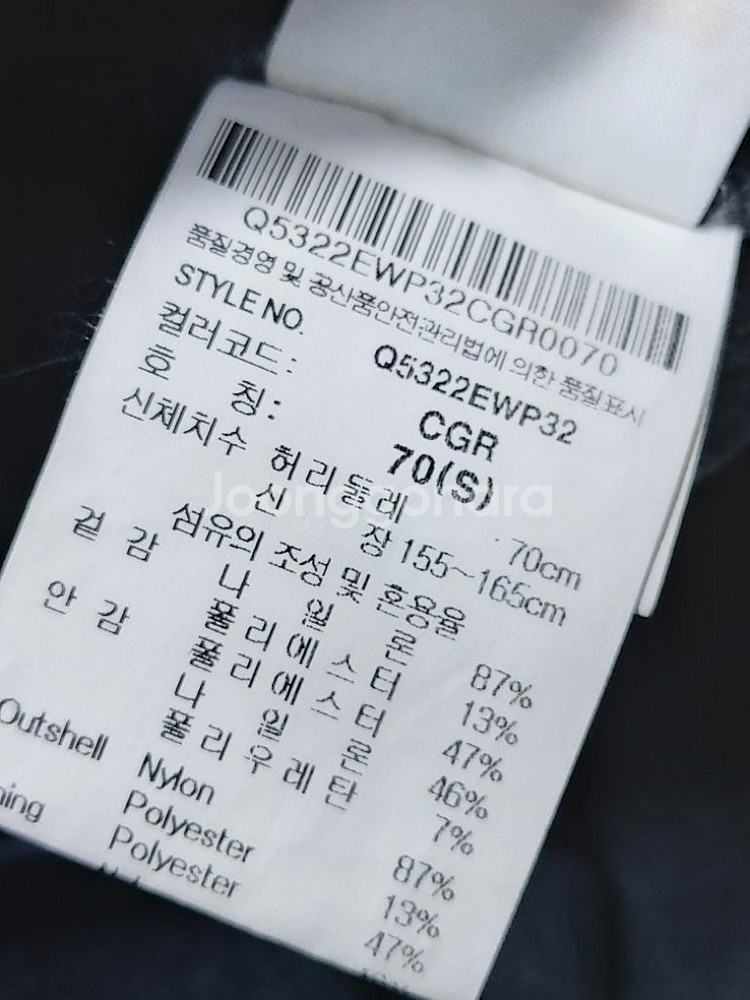 Q5322EWP32CGR0070
품질경영 및 공산품안전관리법에 의한 품질표시
STYLE NO. Q5322EWP32
컬러코드: CGR
호 칭: 70(S)
신체치수 허리둘레 70cm
신 장 155~165cm
섬유의 조성 및 혼용율
겉 감 나 일 론 87%
폴 리 에 스 터 13%
안 감 폴 리 에 스 터 47%
나 일 론 46%
폴 리 우 레 탄 7%
Outshell Nylon 87%
Polyester 13%
Polyester 47%
Joonggonara